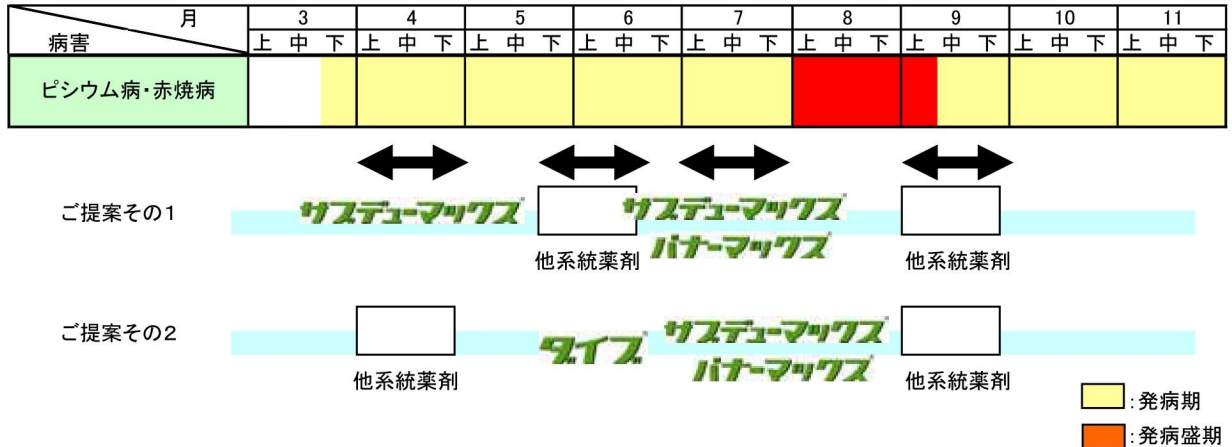 月 3 4 5 6 7 8 9 10 11
病害 上 中 下 上 中 下 上 中 下 上 中 下 上 中 下 上 中 下 上 中 下 上 中 下 上 中 下
ピシウム病・赤焼病
ご提案その1 サブデューマックス サブデューマックス
バナーマックス
他系統薬剤 他系統薬剤
ご提案その2 ダイブ サブデューマックス
バナーマックス
他系統薬剤 他系統薬剤
:発病期
:発病盛期